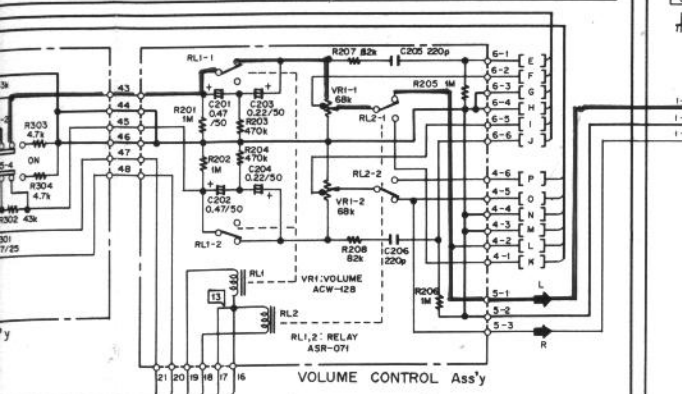 R207 82k
C205 220p
RL1-1
R205 1M
6-1 E
6-2 F
6-3 G
6-4 H
6-5 I
6-6 J
43
44
45
46
47
48
R303
4.7k
ON
R304
4.7k
R302 43k
R201
1M
C201
0.47
/50
C203
0.22/50
R203
470k
R204
470k
R202
1M
C204
0.22/50
C202
0.47/50
RL1-2
VR1-1
68k
RL2-1
RL2-2
VR1-2
68k
R208
82k
C206
220p
R206
1M
4-6 P
4-5 O
4-4 N
4-3 M
4-2 L
4-1 K
5-1 L
5-2
5-3 R
RL1
13
RL2
VR1:VOLUME
ACW-128
RL1,2: RELAY
ASR-071
21 20 19 18 17 16
VOLUME CONTROL Ass'y